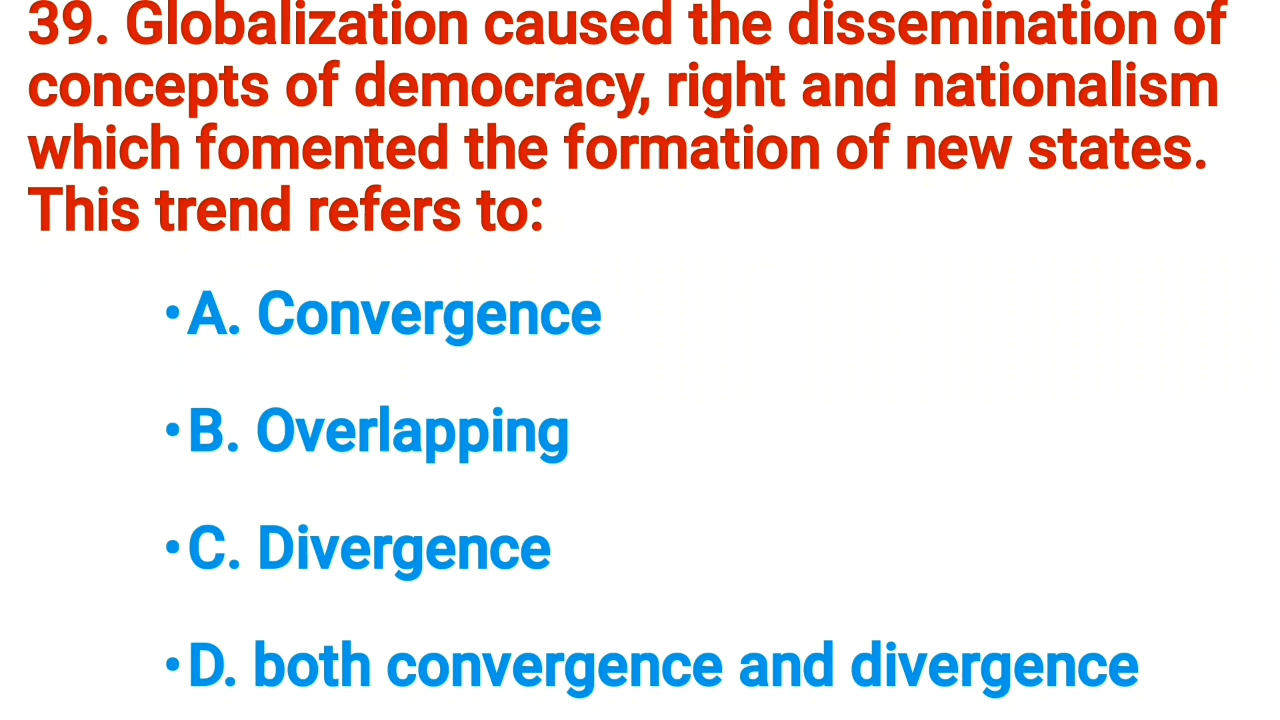 39. Globalization caused the dissemination of
concepts of democracy, right and nationalism
which fomented the formation of new states.
This trend refers to:
•A. Convergence
•B. Overlapping
•C. Divergence
•D. both convergence and divergence